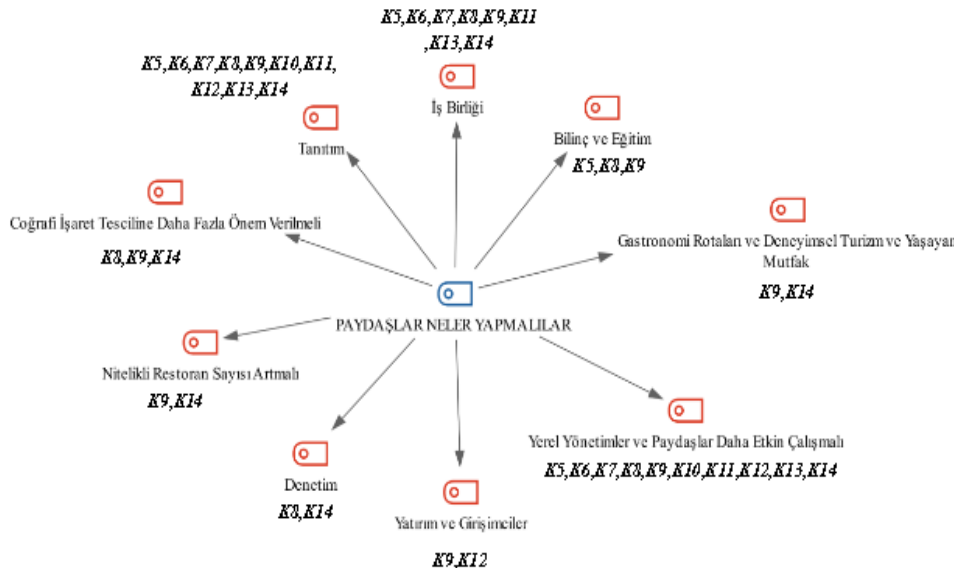 K5,K6,K7,K8,K9,K11
,K13,K14
İş Birliği
K5,K6,K7,K8,K9,K10,K11,
K12,K13,K14
Tanıtım
Bilinç ve Eğitim
K5,K8,K9
Coğrafi İşaret Tesciline Daha Fazla Önem Verilmeli
K8,K9,K14
Gastronomi Rotaları ve Deneyimsel Turizm ve Yaşayan
Mutfak
K9,K14
PAYDAŞLAR NELER YAPMALILAR
Nitelikli Restoran Sayısı Artmalı
K9,K14
Yerel Yönetimler ve Paydaşlar Daha Etkin Çalışmalı
K5,K6,K7,K8,K9,K10,K11,K12,K13,K14
Denetim
K8,K14
Yatırım ve Girişimciler
K9,K12